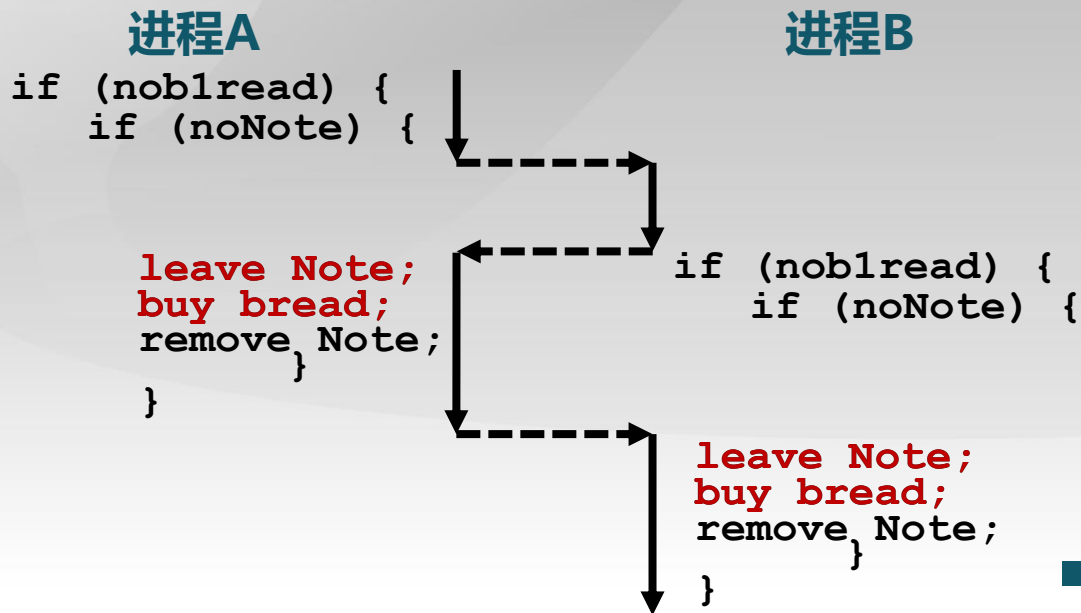 进程A
进程B
if (nob1read) {
if (noNote) {
leave Note;
buy bread;
remove Note;
}
}
if (nob1read) {
if (noNote) {
leave Note;
buy bread;
remove Note;
}
}